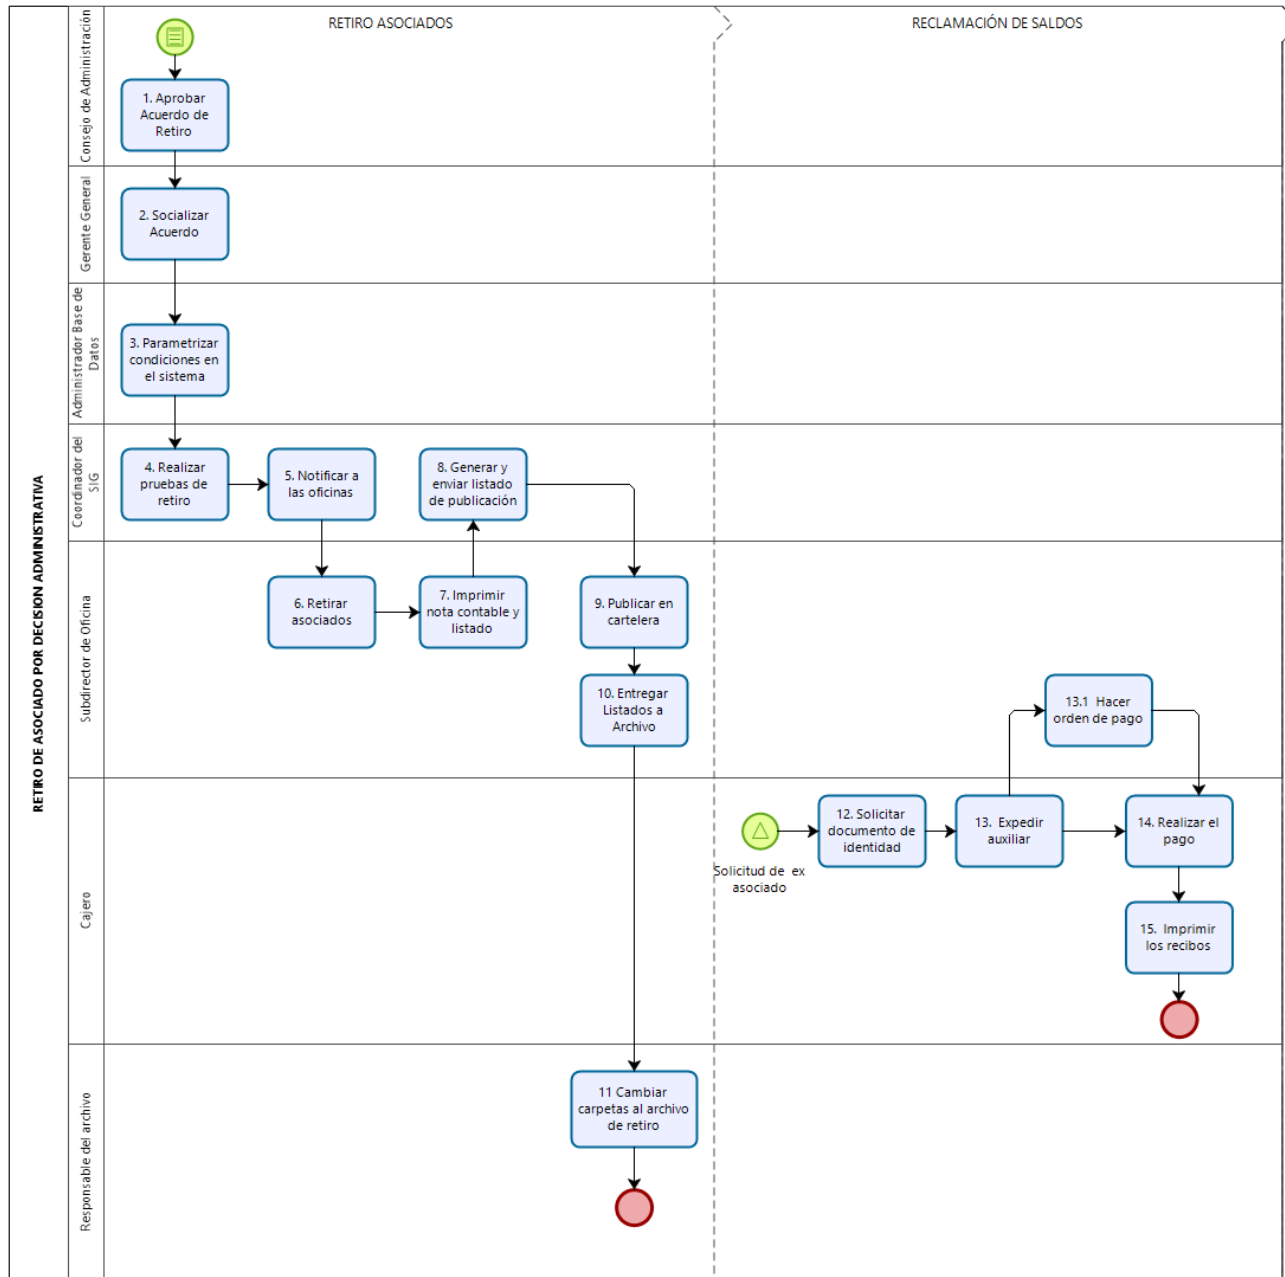 RETIRO DE ASOCIADO POR DECISION ADMINISTRATIVA
RETIRO ASOCIADOS
RECLAMACIÓN DE SALDOS
Consejo de Administración
1. Aprobar
Acuerdo de
Retiro
Gerente General
2. Socializar
Acuerdo
Administrador Base de
Datos
3. Parametrizar
condiciones en
el sistema
Coordinador del
SIG
4. Realizar
pruebas de
retiro
5. Notificar a
las oficinas
8. Generar y
enviar listado
de publicación
Subdirector de Oficina
6. Retirar
asociados
7. Imprimir
nota contable y
listado
9. Publicar en
cartelera
10. Entregar
Listados a
Archivo
13.1 Hacer
orden de pago
Cajero
Solicitud de ex
asociado
12. Solicitar
documento de
identidad
13. Expedir
auxiliar
14. Realizar el
pago
15. Imprimir
los recibos
Responsable del archivo
11 Cambiar
carpetas al archivo
de retiro